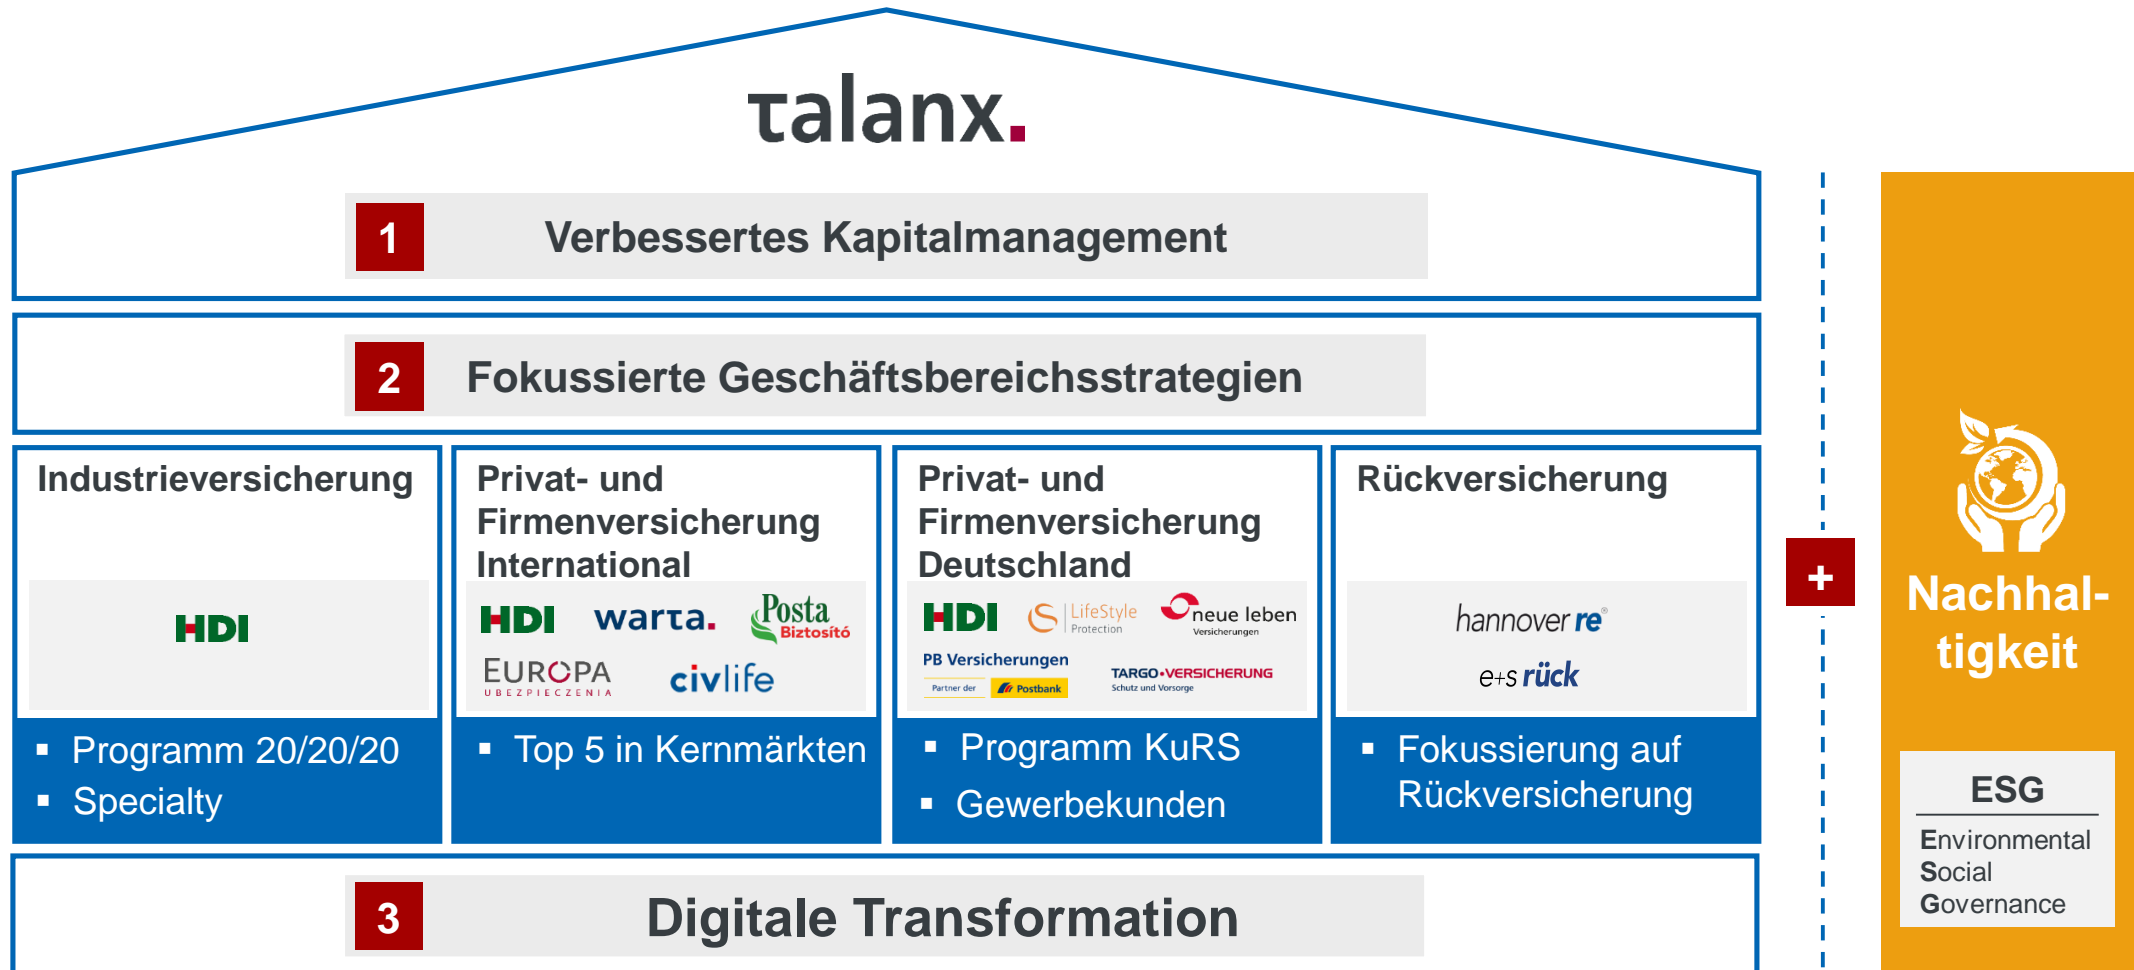 talanx.
1 Verbessertes Kapitalmanagement
2 Fokussierte Geschäftsbereichsstrategien
Industrieversicherung
HDI
▪ Programm 20/20/20
▪ Specialty
Privat- und
Firmenversicherung
International
HDI warta. Posta
Biztosító
EUROPA
UBEZPIECZENIA
civlife
▪ Top 5 in Kernmärkten
Privat- und
Firmenversicherung
Deutschland
HDI
LifeStyle
Protection
neue leben
Versicherungen
PB Versicherungen
Partner der Postbank
TARGO•VERSICHERUNG
Schutz und Vorsorge
▪ Programm KuRS
▪ Gewerbekunden
Rückversicherung
hannover re®
e+s rück
▪ Fokussierung auf
Rückversicherung
3 Digitale Transformation
+
Nachhal-
tigkeit
ESG
Environmental
Social
Governance